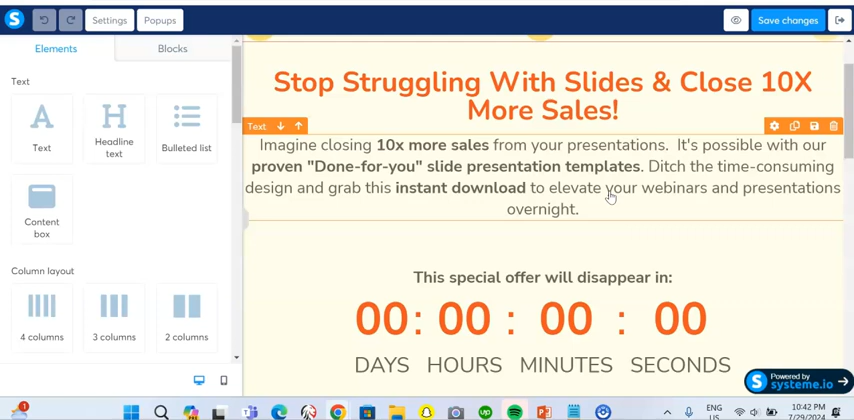 Settings
Popups
Save changes
Elements
Blocks
Text
Text
Headline
text
Bulleted list
Content
box
Column layout
4 columns
3 columns
2 columns
Stop Struggling With Slides & Close 10X
More Sales!
Text
Imagine closing 10x more sales from your presentations. It's possible with our
proven "Done-for-you" slide presentation templates. Ditch the time-consuming
design and grab this instant download to elevate your webinars and presentations
overnight.
This special offer will disappear in:
00: 00 : 00 : 00
DAYS HOURS MINUTES SECONDS
Powered by
systeme.io
ENG
US
10:42 PM
7/29/2024